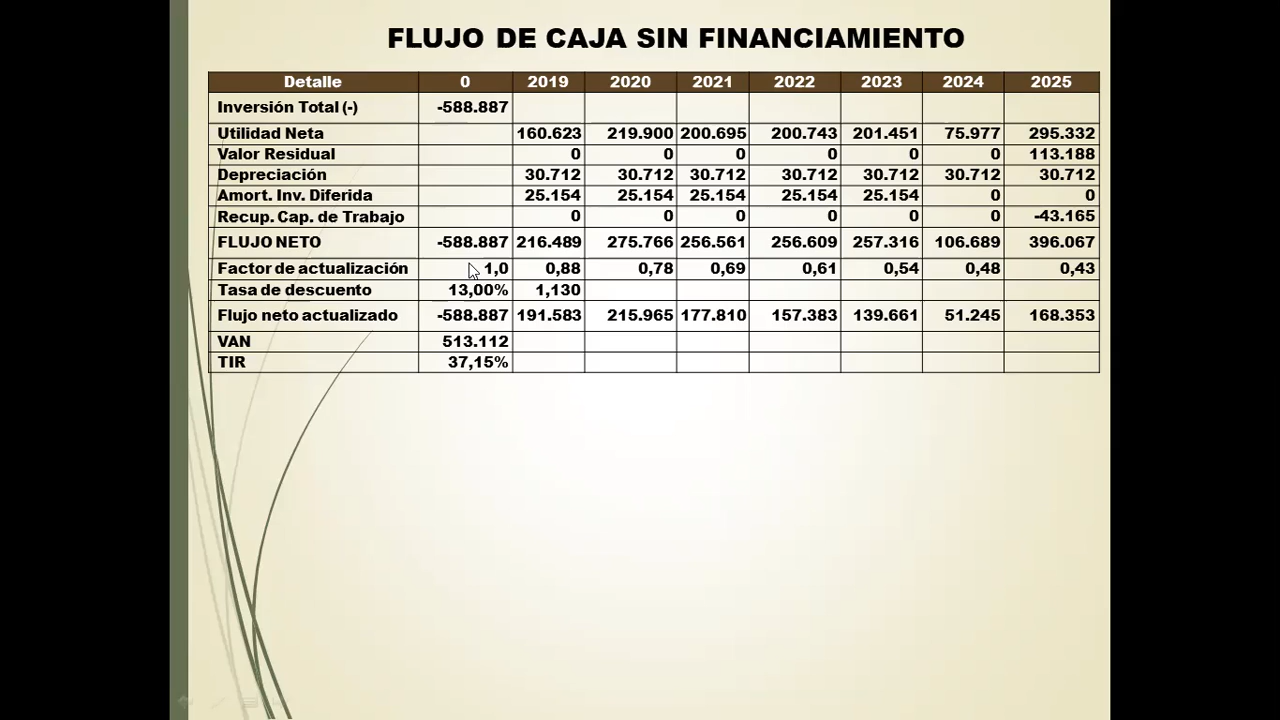 FLUJO DE CAJA SIN FINANCIAMIENTO
Detalle 0 2019 2020 2021 2022 2023 2024 2025
Inversión Total (-) -588.887
Utilidad Neta 160.623 219.900 200.695 200.743 201.451 75.977 295.332
Valor Residual 0 0 0 0 0 0 113.188
Depreciación 30.712 30.712 30.712 30.712 30.712 30.712 30.712
Amort. Inv. Diferida 25.154 25.154 25.154 25.154 25.154 0 0
Recup. Cap. de Trabajo 0 0 0 0 0 0 -43.165
FLUJO NETO -588.887 216.489 275.766 256.561 256.609 257.316 106.689 396.067
Factor de actualización 1,0 0,88 0,78 0,69 0,61 0,54 0,48 0,43
Tasa de descuento 13,00% 1,130
Flujo neto actualizado -588.887 191.583 215.965 177.810 157.383 139.661 51.245 168.353
VAN 513.112
TIR 37,15%